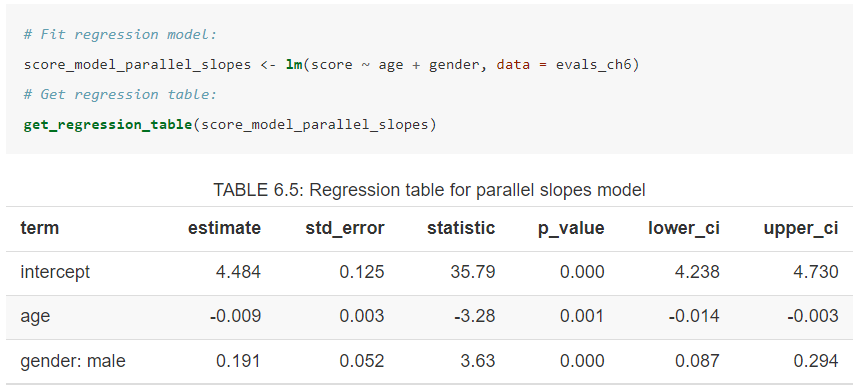 # Fit regression model:
score_model_parallel_slopes <- lm(score ~ age + gender, data = evals_ch6)
# Get regression table:
get_regression_table(score_model_parallel_slopes)
TABLE 6.5: Regression table for parallel slopes model
term estimate std_error statistic p_value lower_ci upper_ci
intercept 4.484 0.125 35.79 0.000 4.238 4.730
age -0.009 0.003 -3.28 0.001 -0.014 -0.003
gender: male 0.191 0.052 3.63 0.000 0.087 0.294